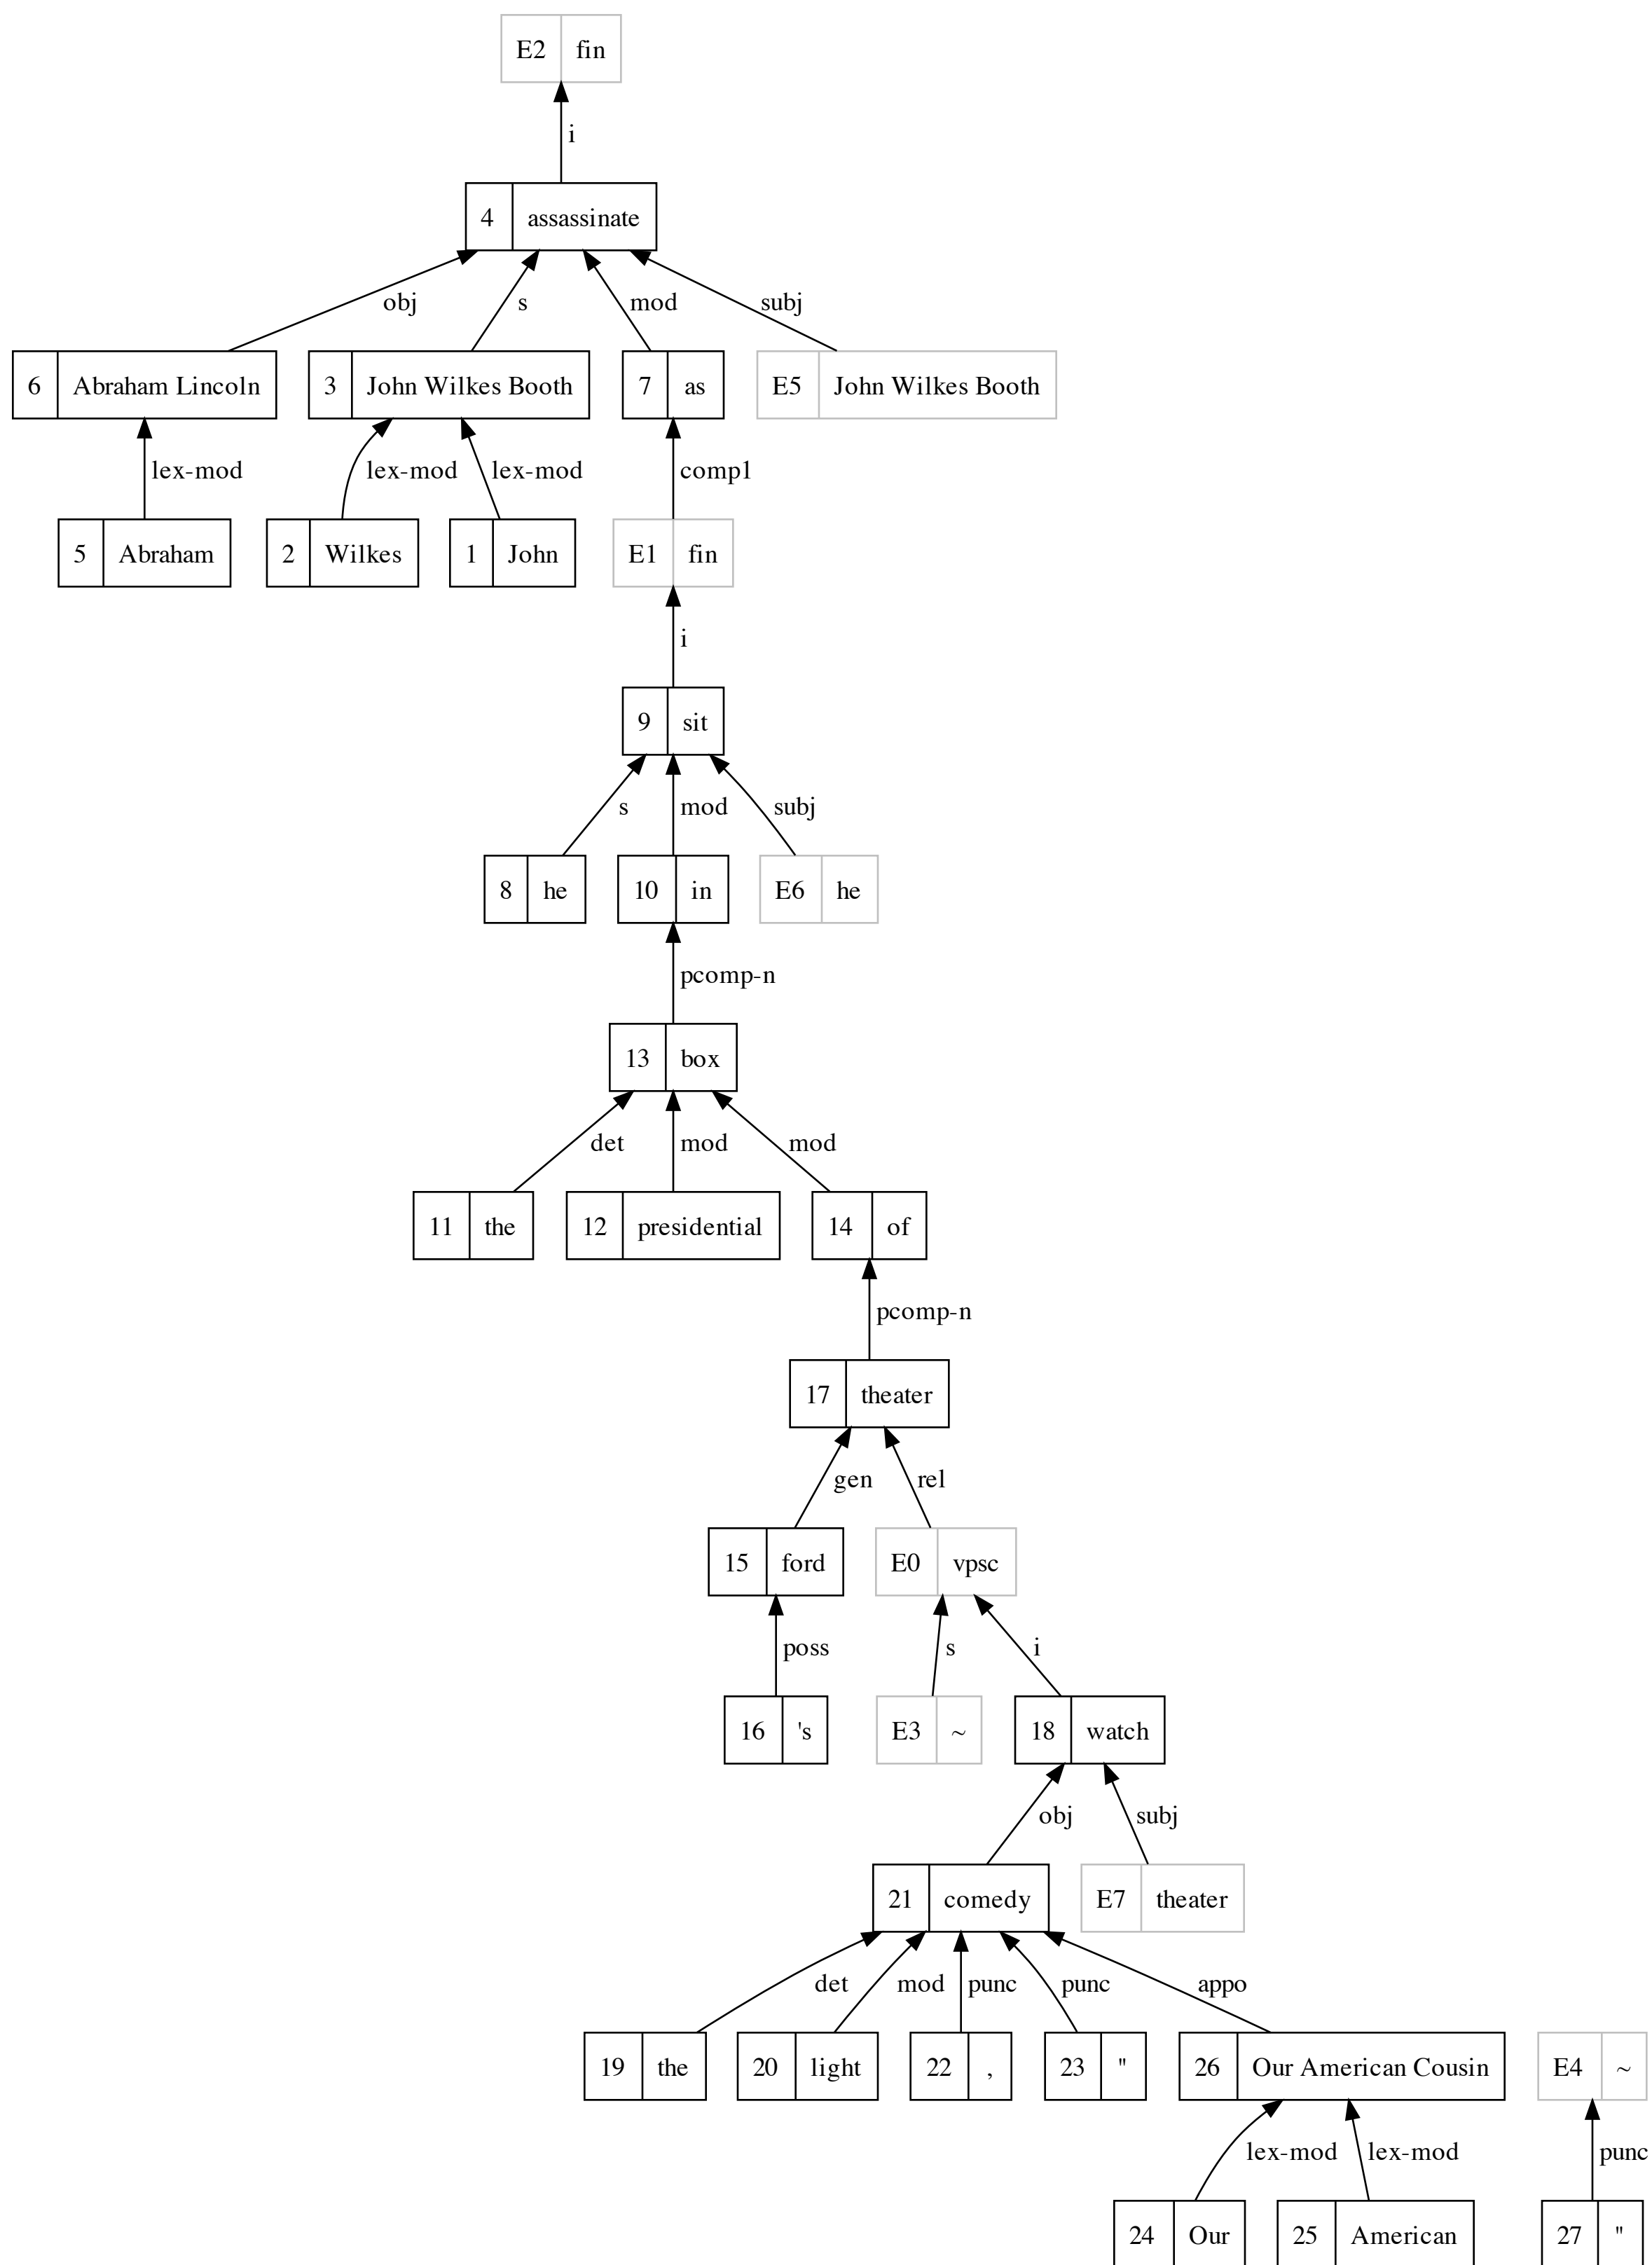 E2 fin
i
4 assassinate
obj s mod subj
6 Abraham Lincoln 3 John Wilkes Booth 7 as E5 John Wilkes Booth
lex-mod lex-mod lex-mod comp1
5 Abraham 2 Wilkes 1 John E1 fin
i
9 sit
s mod subj
8 he 10 in E6 he
pcomp-n
13 box
det mod mod
11 the 12 presidential 14 of
pcomp-n
17 theater
gen rel
15 ford E0 vpsc
poss s i
16 's E3 ~ 18 watch
obj subj
21 comedy E7 theater
det mod punc punc appo
19 the 20 light 22 , 23 " 26 Our American Cousin E4 ~
lex-mod lex-mod punc
24 Our 25 American 27 "